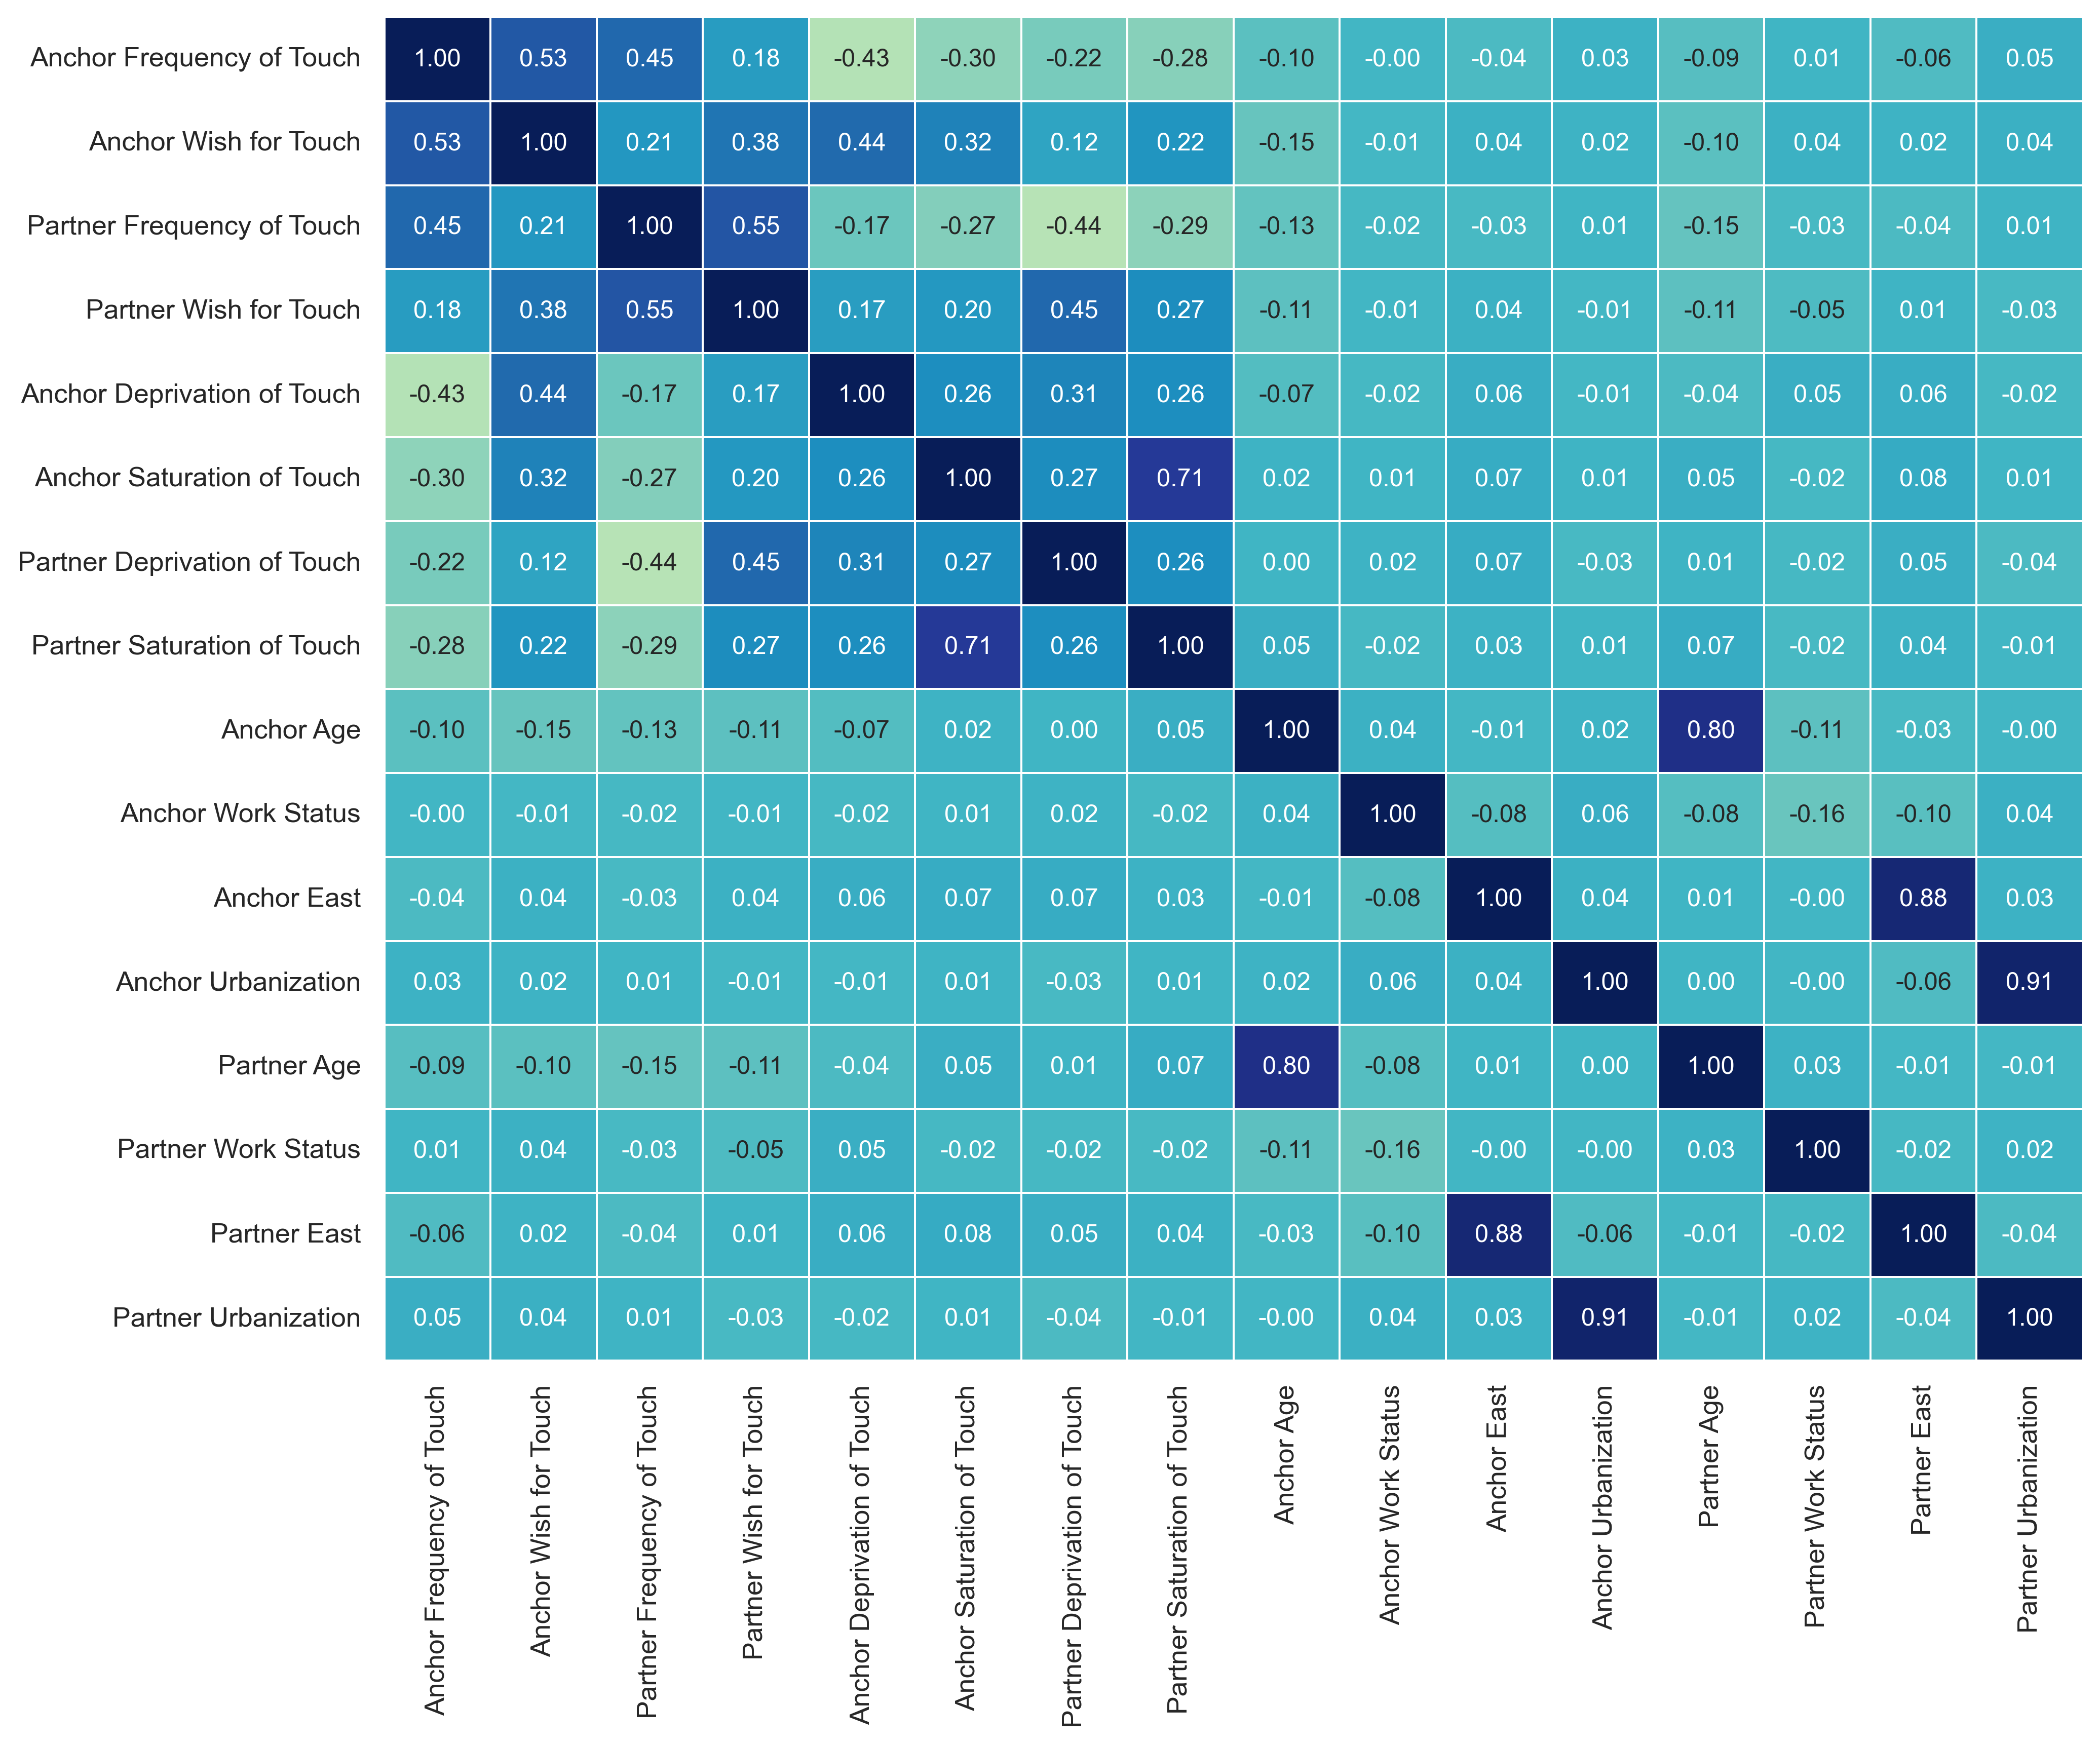 Anchor Frequency of Touch 1.00 0.53 0.45 0.18 -0.43 -0.30 -0.22 -0.28 -0.10 -0.00 -0.04 0.03 -0.09 0.01 -0.06 0.05
Anchor Wish for Touch 0.53 1.00 0.21 0.38 0.44 0.32 0.12 0.22 -0.15 -0.01 0.04 0.02 -0.10 0.04 0.02 0.04
Partner Frequency of Touch 0.45 0.21 1.00 0.55 -0.17 -0.27 -0.44 -0.29 -0.13 -0.02 -0.03 0.01 -0.15 -0.03 -0.04 0.01
Partner Wish for Touch 0.18 0.38 0.55 1.00 0.17 0.20 0.45 0.27 -0.11 -0.01 0.04 -0.01 -0.11 -0.05 0.01 -0.03
Anchor Deprivation of Touch -0.43 0.44 -0.17 0.17 1.00 0.26 0.31 0.26 -0.07 -0.02 0.06 -0.01 -0.04 0.05 0.06 -0.02
Anchor Saturation of Touch -0.30 0.32 -0.27 0.20 0.26 1.00 0.27 0.71 0.02 0.01 0.07 0.01 0.05 -0.02 0.08 0.01
Partner Deprivation of Touch -0.22 0.12 -0.44 0.45 0.31 0.27 1.00 0.26 0.00 0.02 0.07 -0.03 0.01 -0.02 0.05 -0.04
Partner Saturation of Touch -0.28 0.22 -0.29 0.27 0.26 0.71 0.26 1.00 0.05 -0.02 0.03 0.01 0.07 -0.02 0.04 -0.01
Anchor Age -0.10 -0.15 -0.13 -0.11 -0.07 0.02 0.00 0.05 1.00 0.04 -0.01 0.02 0.80 -0.11 -0.03 -0.00
Anchor Work Status -0.00 -0.01 -0.02 -0.01 -0.02 0.01 0.02 -0.02 0.04 1.00 -0.08 0.06 -0.08 -0.16 -0.10 0.04
Anchor East -0.04 0.04 -0.03 0.04 0.06 0.07 0.07 0.03 -0.01 -0.08 1.00 0.04 0.01 -0.00 0.88 0.03
Anchor Urbanization 0.03 0.02 0.01 -0.01 -0.01 0.01 -0.03 0.01 0.02 0.06 0.04 1.00 0.00 -0.00 -0.06 0.91
Partner Age -0.09 -0.10 -0.15 -0.11 -0.04 0.05 0.01 0.07 0.80 -0.08 0.01 0.00 1.00 0.03 -0.01 -0.01
Partner Work Status 0.01 0.04 -0.03 -0.05 0.05 -0.02 -0.02 -0.02 -0.11 -0.16 -0.00 -0.00 0.03 1.00 -0.02 0.02
Partner East -0.06 0.02 -0.04 0.01 0.06 0.08 0.05 0.04 -0.03 -0.10 0.88 -0.06 -0.01 -0.02 1.00 -0.04
Partner Urbanization 0.05 0.04 0.01 -0.03 -0.02 0.01 -0.04 -0.01 -0.00 0.04 0.03 0.91 -0.01 0.02 -0.04 1.00
Anchor Frequency of Touch
Anchor Wish for Touch
Partner Frequency of Touch
Partner Wish for Touch
Anchor Deprivation of Touch
Anchor Saturation of Touch
Partner Deprivation of Touch
Partner Saturation of Touch
Anchor Age
Anchor Work Status
Anchor East
Anchor Urbanization
Partner Age
Partner Work Status
Partner East
Partner Urbanization